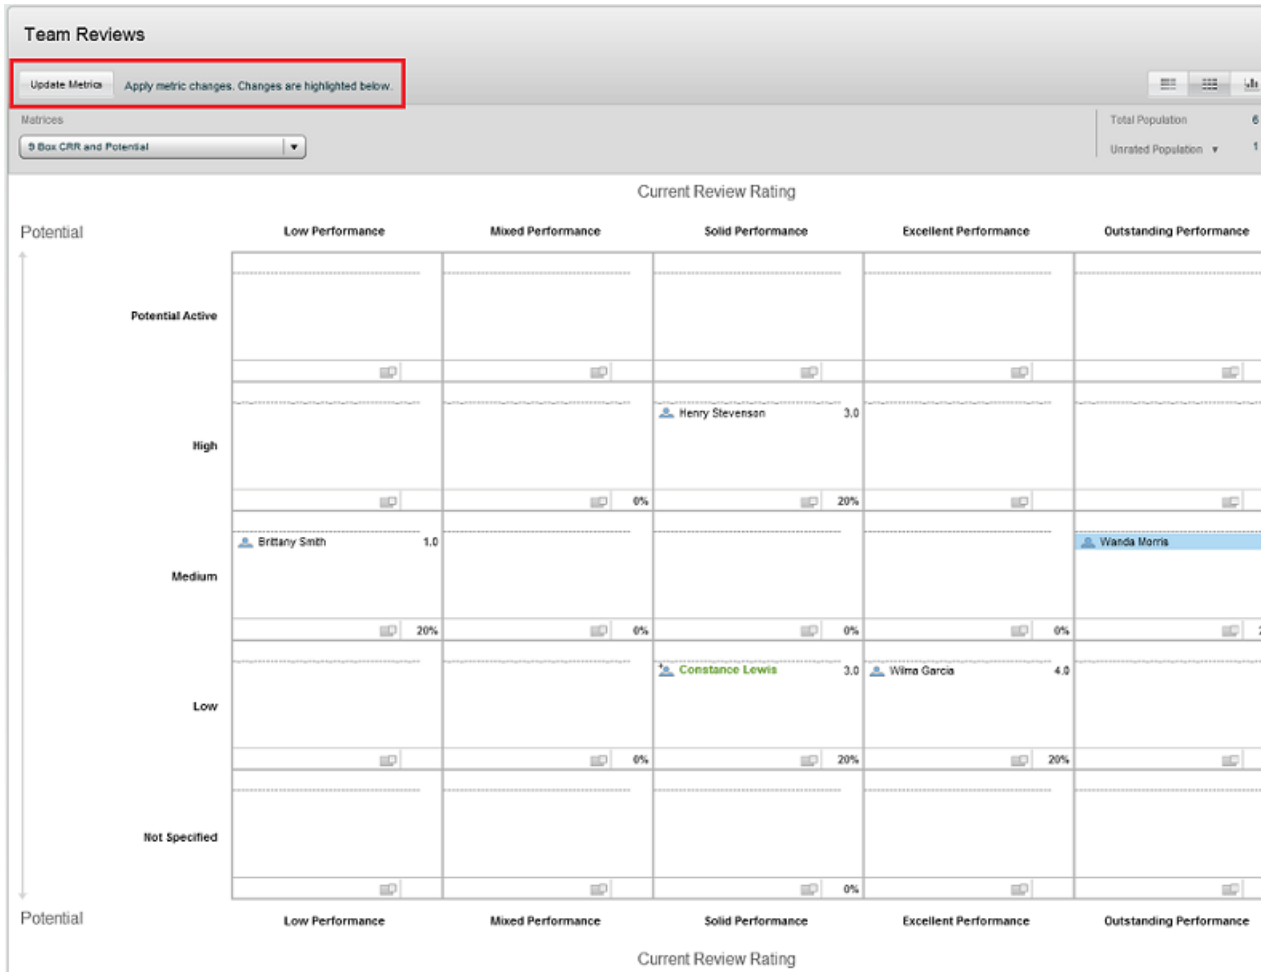 Team Reviews
Update Metrics Apply metric changes. Changes are highlighted below.
Matrices
9 Box CRR and Potential
Total Population 6
Unrated Population 1
Current Review Rating
Potential
Low Performance Mixed Performance Solid Performance Excellent Performance Outstanding Performance
Potential Active
Henry Stevenson 3.0
High
0% 20%
Brittany Smith 1.0 Wanda Morris
Medium
20% 0% 0% 0%
Constance Lewis 3.0 Wilma Garcia 4.0
Low
0% 20% 20%
Not Specified
0%
Potential
Low Performance Mixed Performance Solid Performance Excellent Performance Outstanding Performance
Current Review Rating